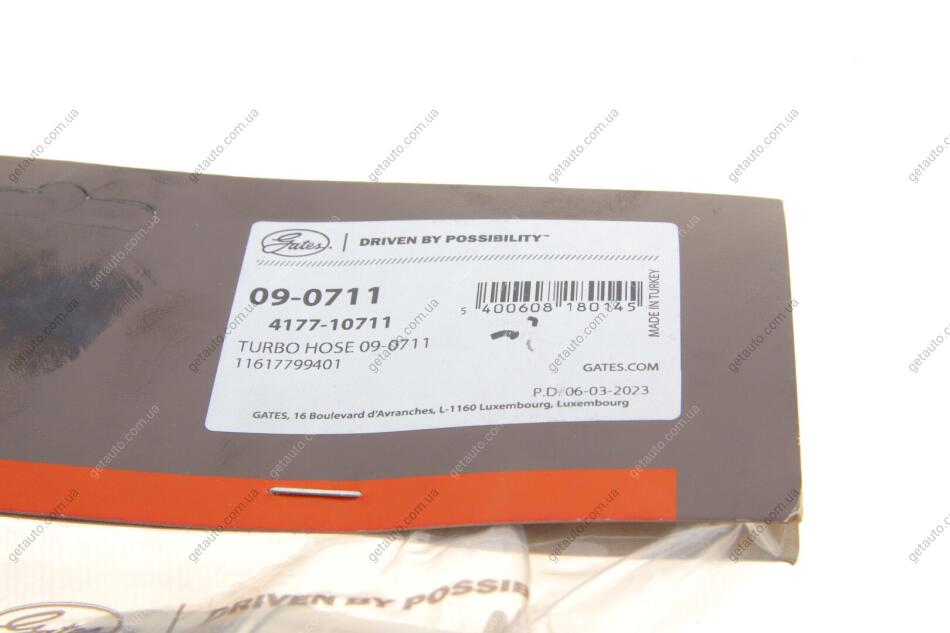 Gates. | DRIVEN BY POSSIBILITY™
09-0711
4177-10711
TURBO HOSE 09-0711
11617799401
5 400608 180145
MADE IN TURKEY
GATES.COM
P.D. 06-03-2023
GATES, 16 Boulevard d'Avranches, L-1160 Luxembourg, Luxembourg
Gates. | DRIVEN BY POSSIB
getauto.com.ua